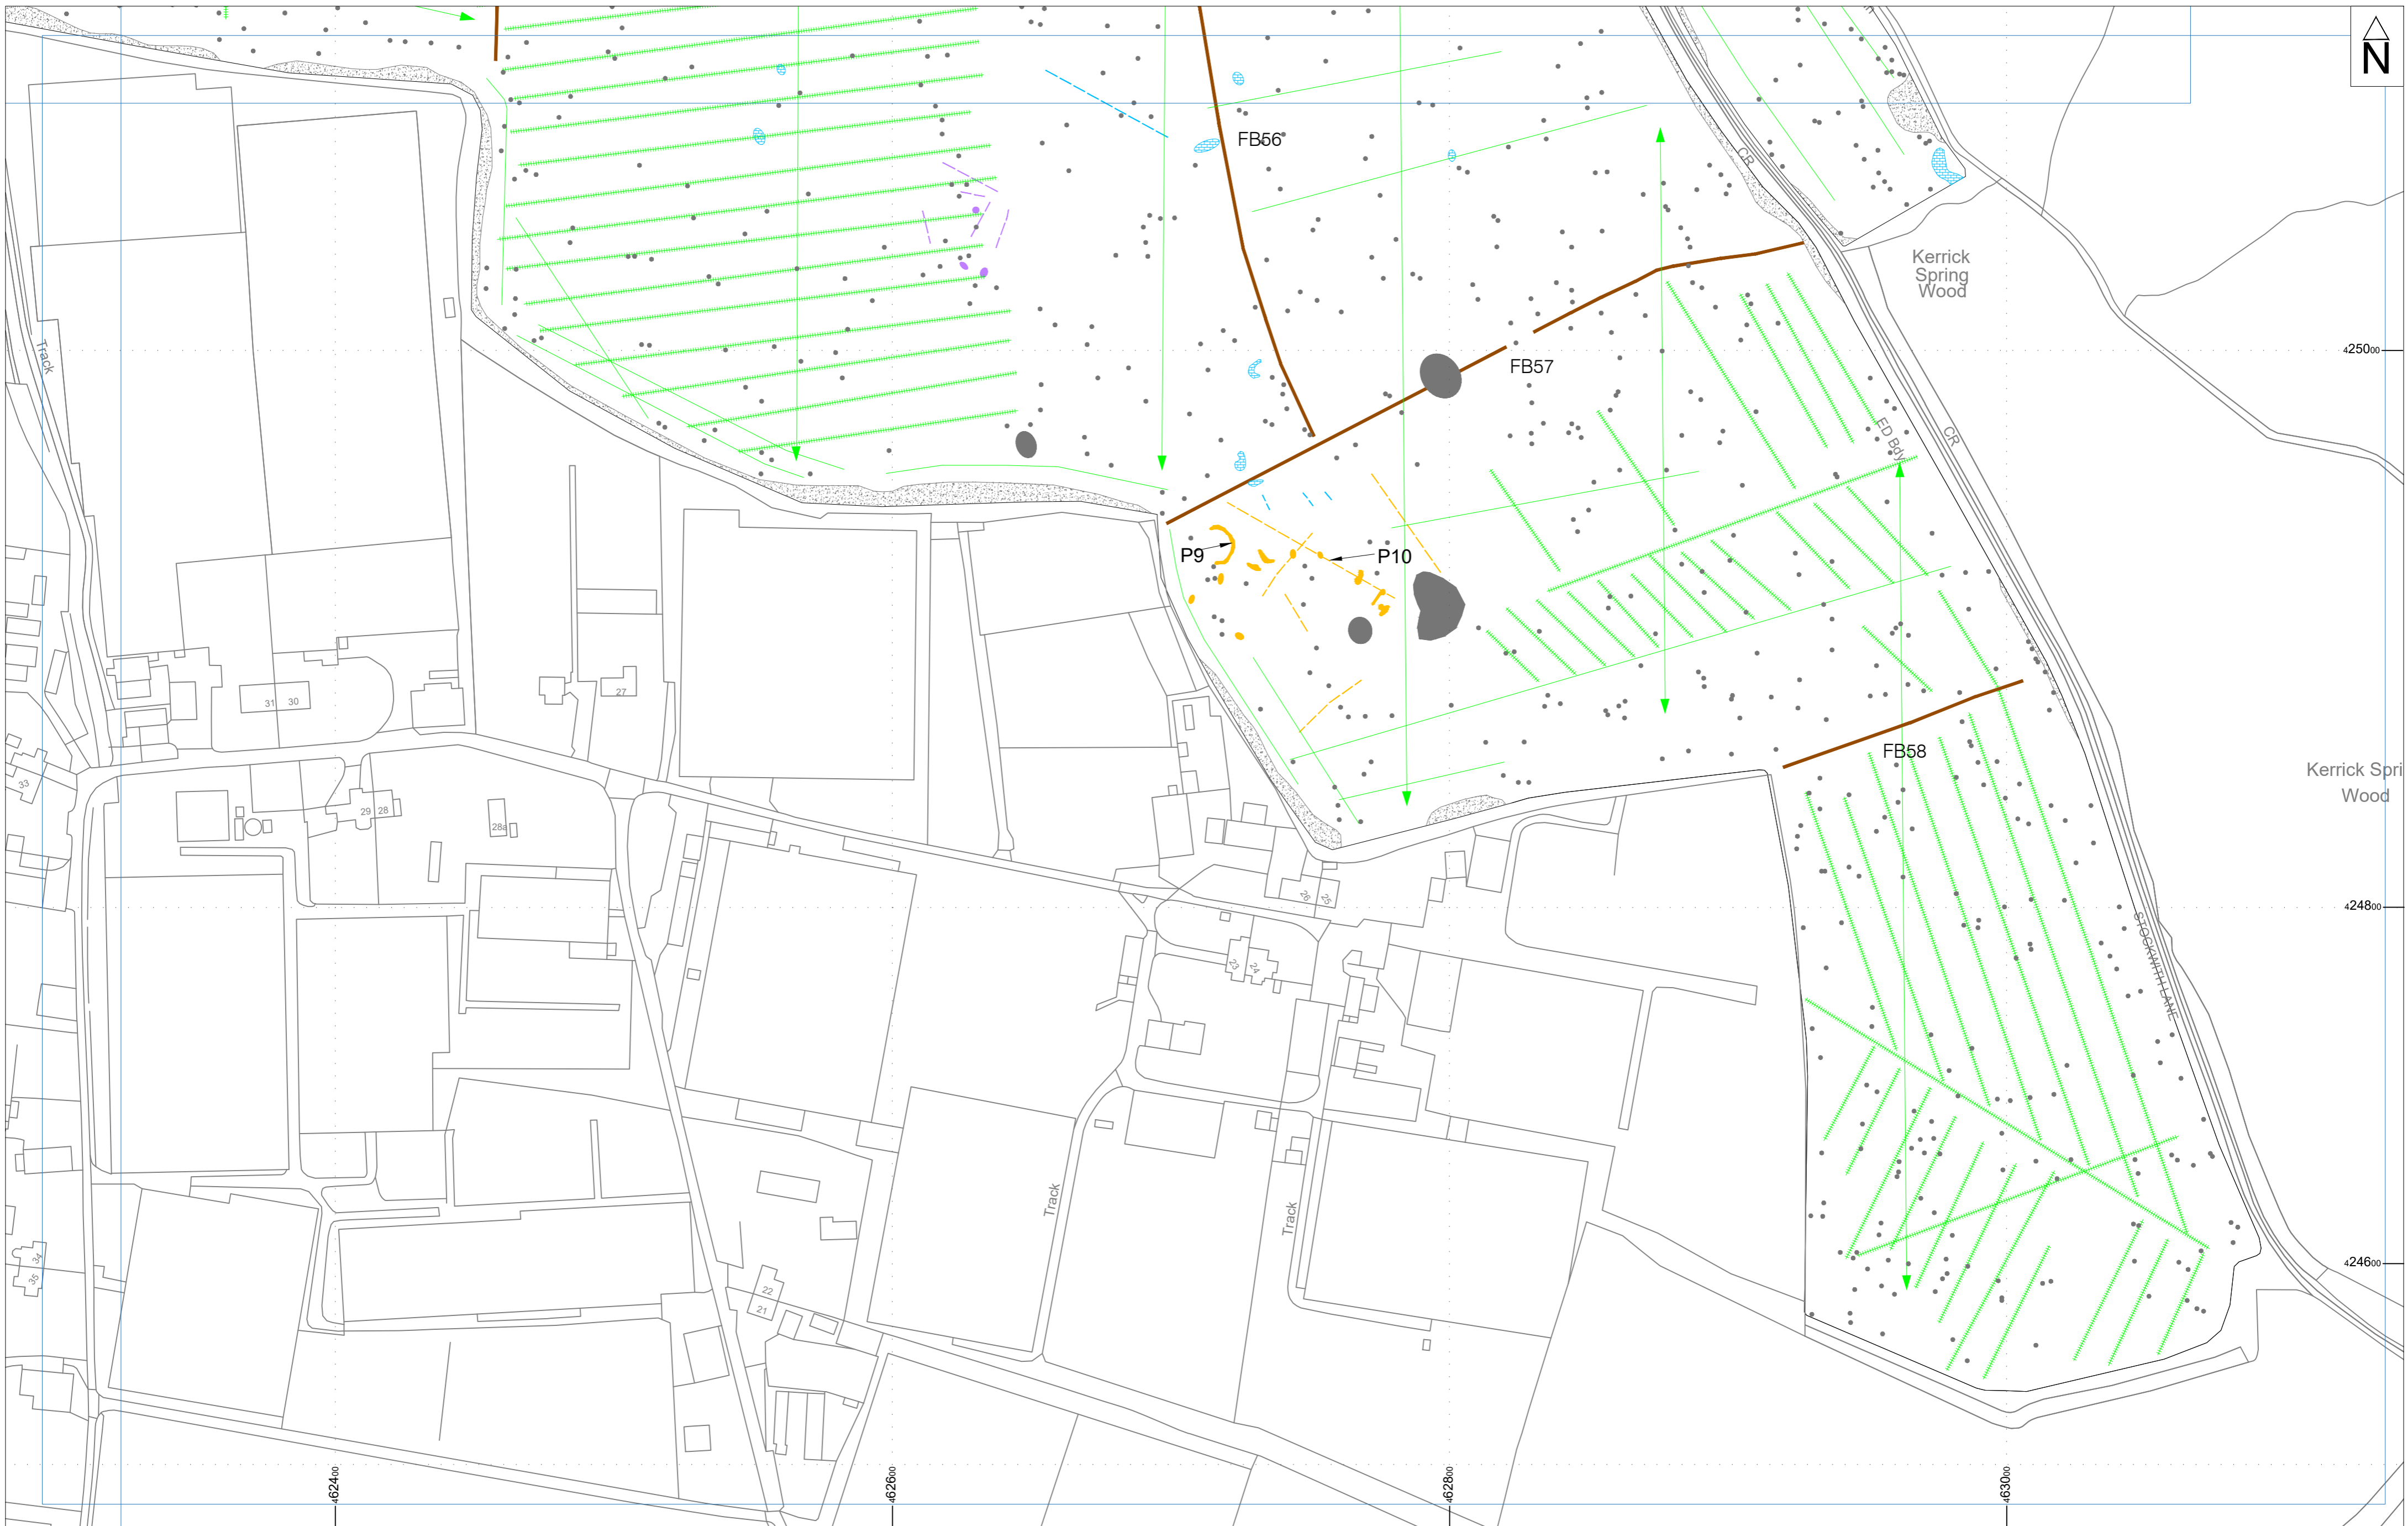 N
FB56
CR
Kerrick
Spring
Wood
Track
425000
FB57
ED Bdy
CR
P9
P10
27
31 30
FB58
33
Kerrick Spri
Wood
29 28
28a
26
25
424800
STOCKWITH LANE
23
24
Track
Track
34
35
22
21
424600
462400
462600
462800
463000